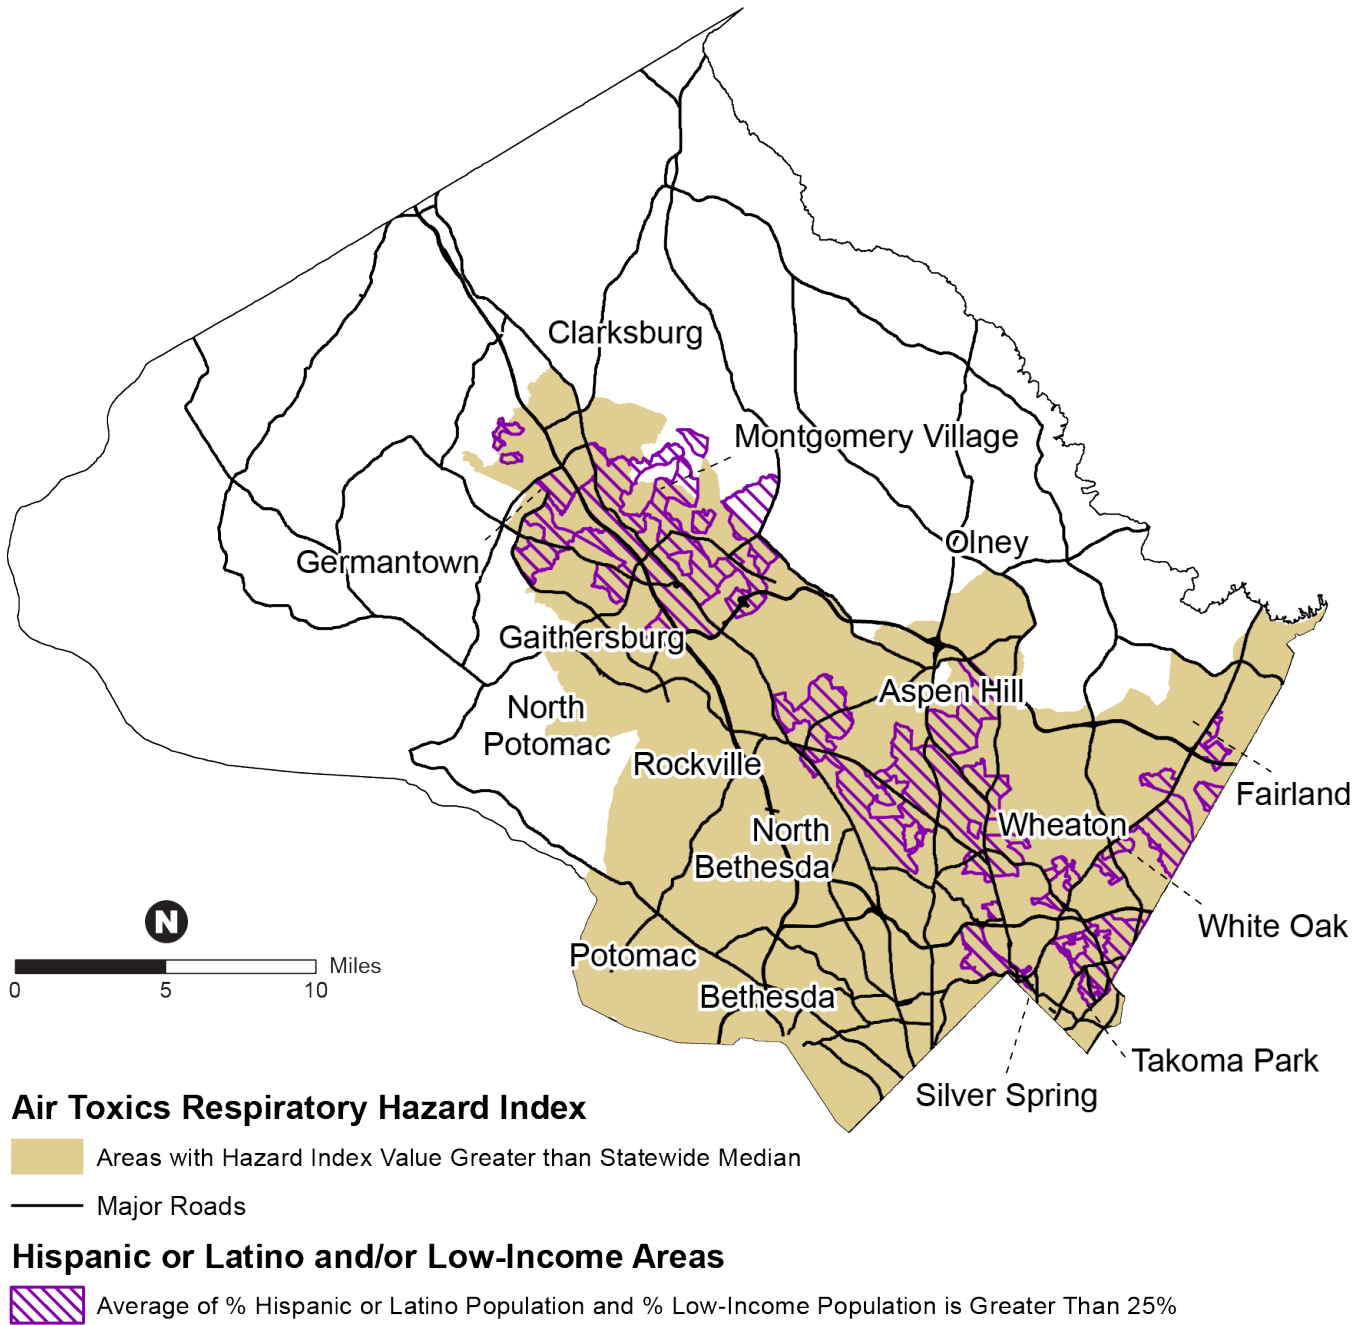 Clarksburg
Montgomery Village
Olney
Germantown
Gaithersburg
Aspen Hill
North
Potomac
Rockville
Fairland
North
Bethesda
Wheaton
White Oak
Potomac
Bethesda
Takoma Park
Silver Spring
N
Miles
0 5 10
Air Toxics Respiratory Hazard Index
Areas with Hazard Index Value Greater than Statewide Median
Major Roads
Hispanic or Latino and/or Low-Income Areas
Average of % Hispanic or Latino Population and % Low-Income Population is Greater Than 25%